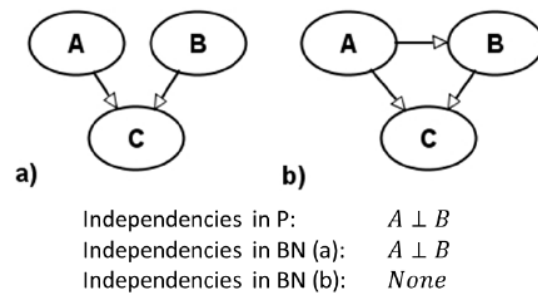 A B A B
C C
a) b)
Independencies in P: A ⊥ B
Independencies in BN (a): A ⊥ B
Independencies in BN (b): None